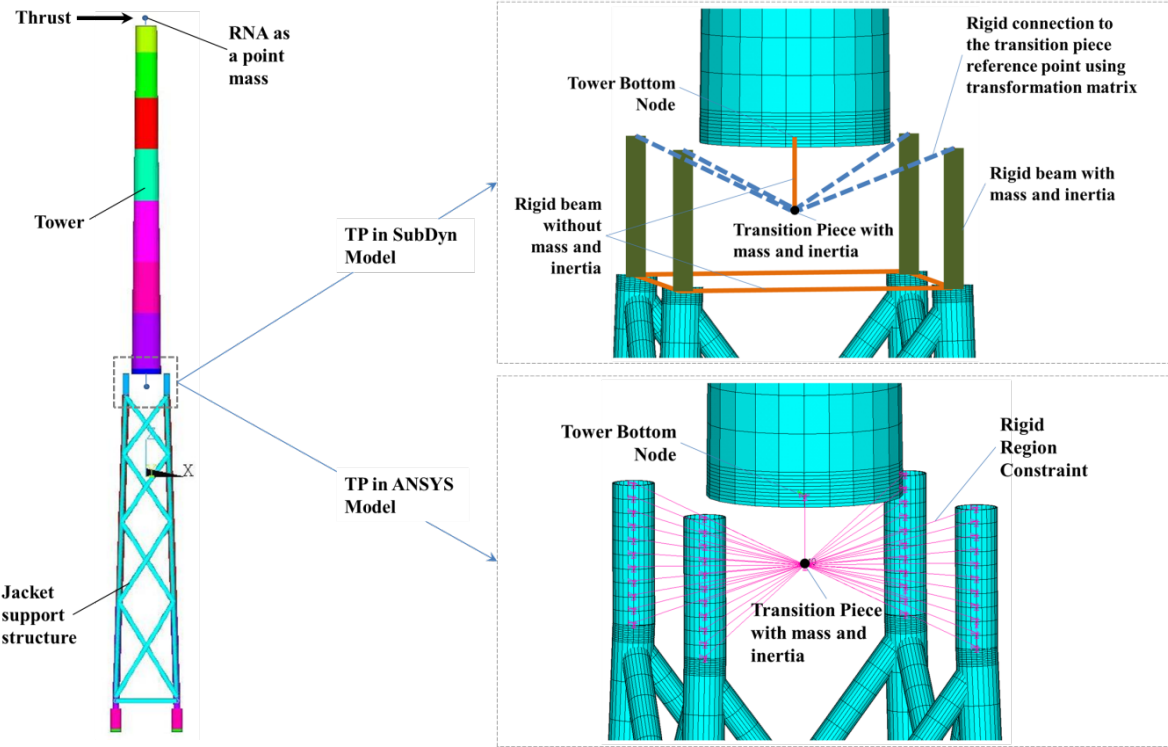 Thrust
RNA as
a point
mass
Tower
Jacket
support
structure
X
TP in SubDyn
Model
TP in ANSYS
Model
Tower Bottom
Node
Rigid connection to
the transition piece
reference point using
transformation matrix
Rigid beam
without
mass and
inertia
Transition Piece with
mass and inertia
Rigid beam with
mass and inertia
Tower Bottom
Node
Rigid
Region
Constraint
Transition Piece
with mass and
inertia